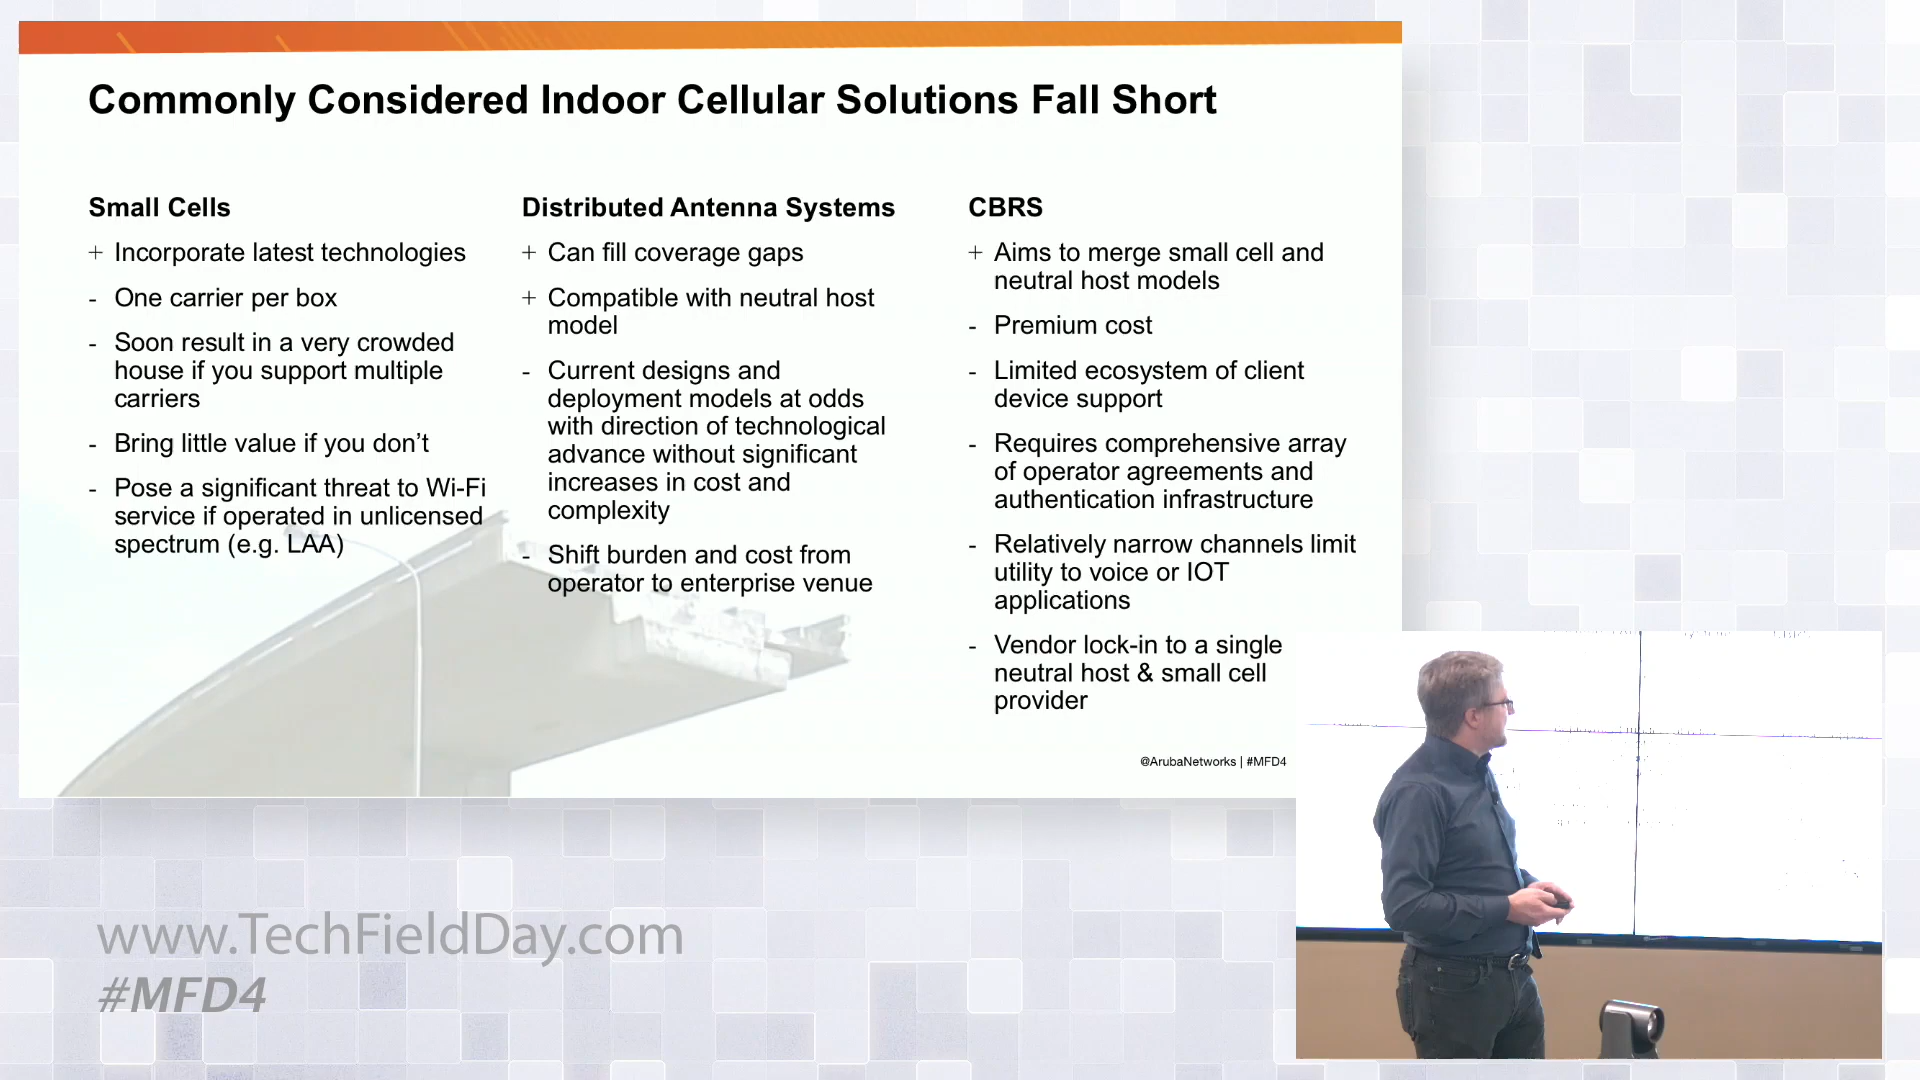 Commonly Considered Indoor Cellular Solutions Fall Short
Small Cells
+ Incorporate latest technologies
- One carrier per box
- Soon result in a very crowded
house if you support multiple
carriers
- Bring little value if you don’t
- Pose a significant threat to Wi-Fi
service if operated in unlicensed
spectrum (e.g. LAA)
Distributed Antenna Systems
+ Can fill coverage gaps
+ Compatible with neutral host
model
- Current designs and
deployment models at odds
with direction of technological
advance without significant
increases in cost and
complexity
- Shift burden and cost from
operator to enterprise venue
CBRS
+ Aims to merge small cell and
neutral host models
- Premium cost
- Limited ecosystem of client
device support
- Requires comprehensive array
of operator agreements and
authentication infrastructure
- Relatively narrow channels limit
utility to voice or IOT
applications
- Vendor lock-in to a single
neutral host & small cell
provider
@ArubaNetworks | #MFD4
www.TechFieldDay.com
#MFD4